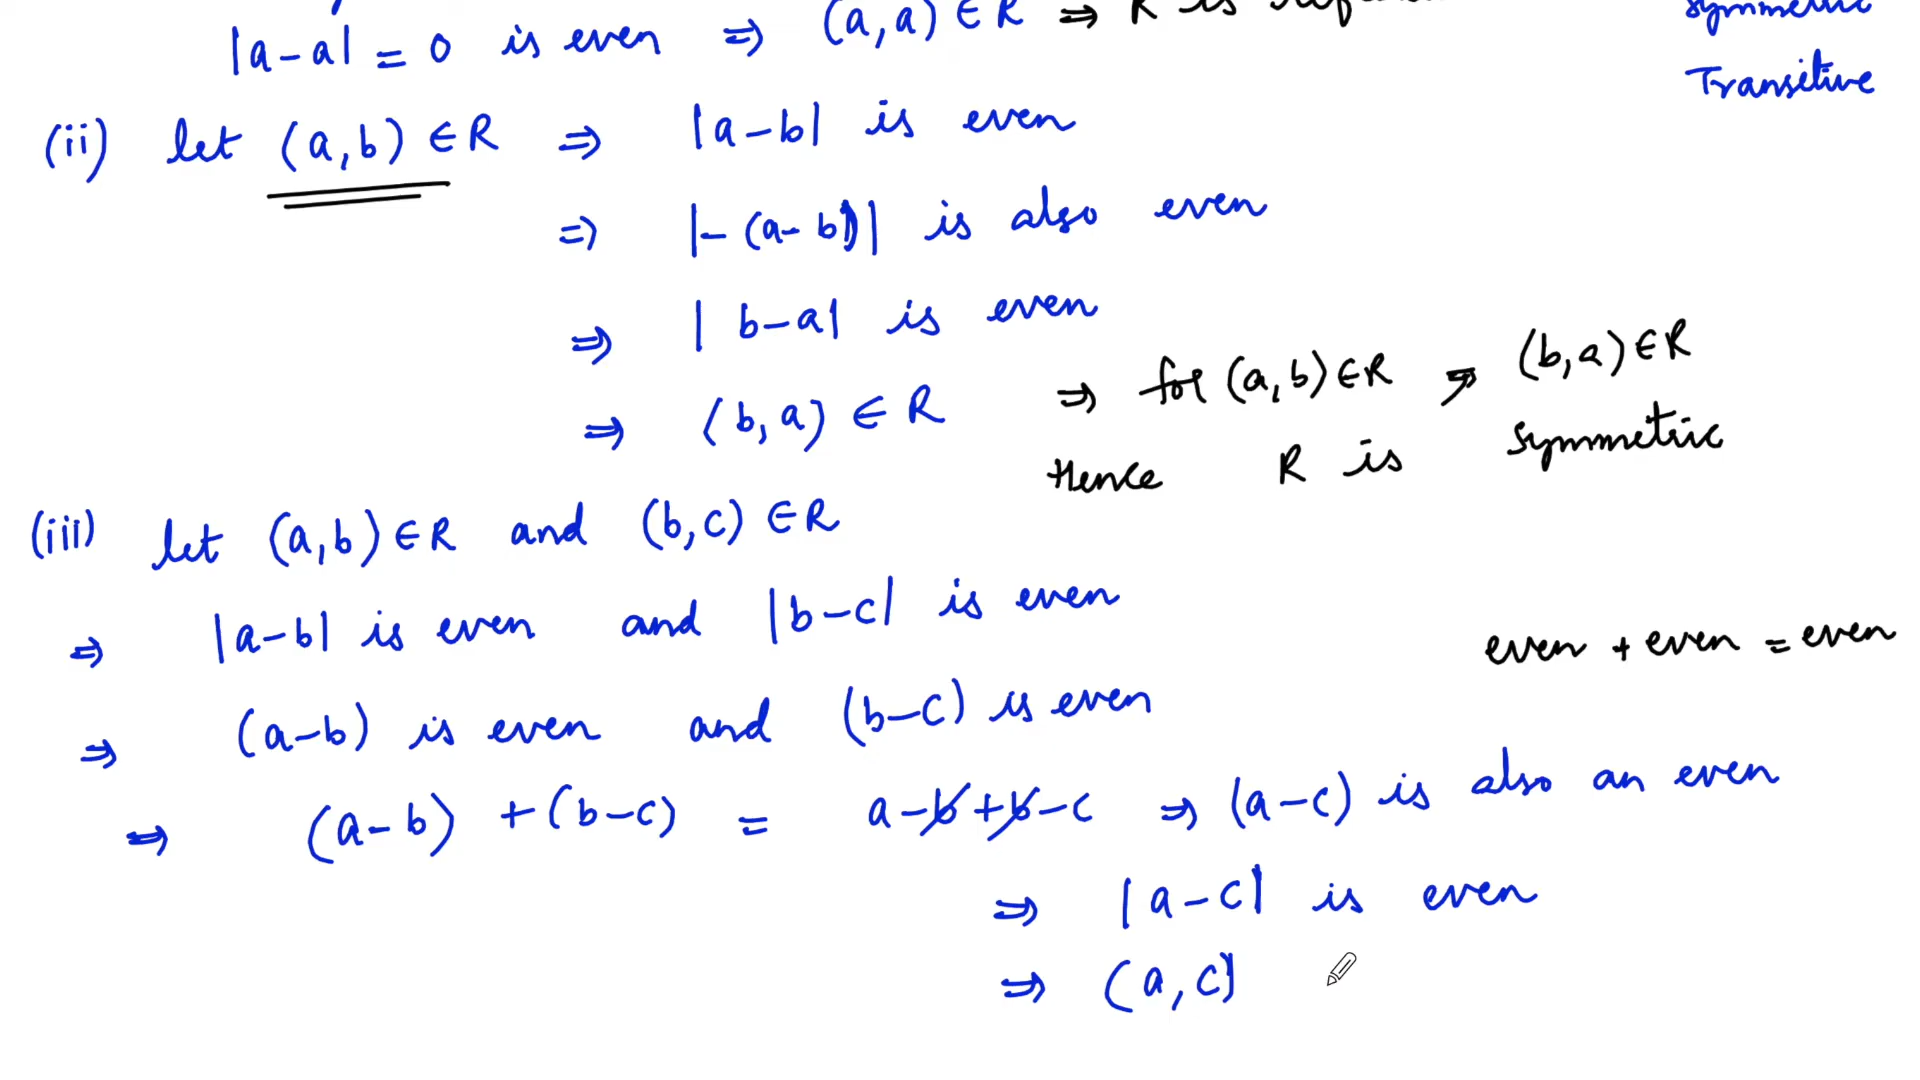 |a-a| = 0 is even ⇒ (a,a) ∈ R ⇒ R is
Symmetric
Transitive
(ii) let (a,b) ∈ R ⇒ |a-b| is even
⇒ |-(a-b)| is also even
⇒ |b-a| is even
⇒ (b,a) ∈ R ⇒ for (a,b) ∈ R ⇒ (b,a) ∈ R
Hence R is Symmetric
(iii) let (a,b) ∈ R and (b,c) ∈ R
⇒ |a-b| is even and |b-c| is even
even + even = even
⇒ (a-b) is even and (b-c) is even
⇒ (a-b) + (b-c) = a-b+b-c ⇒ (a-c) is also an even
⇒ |a-c| is even
⇒ (a,c)